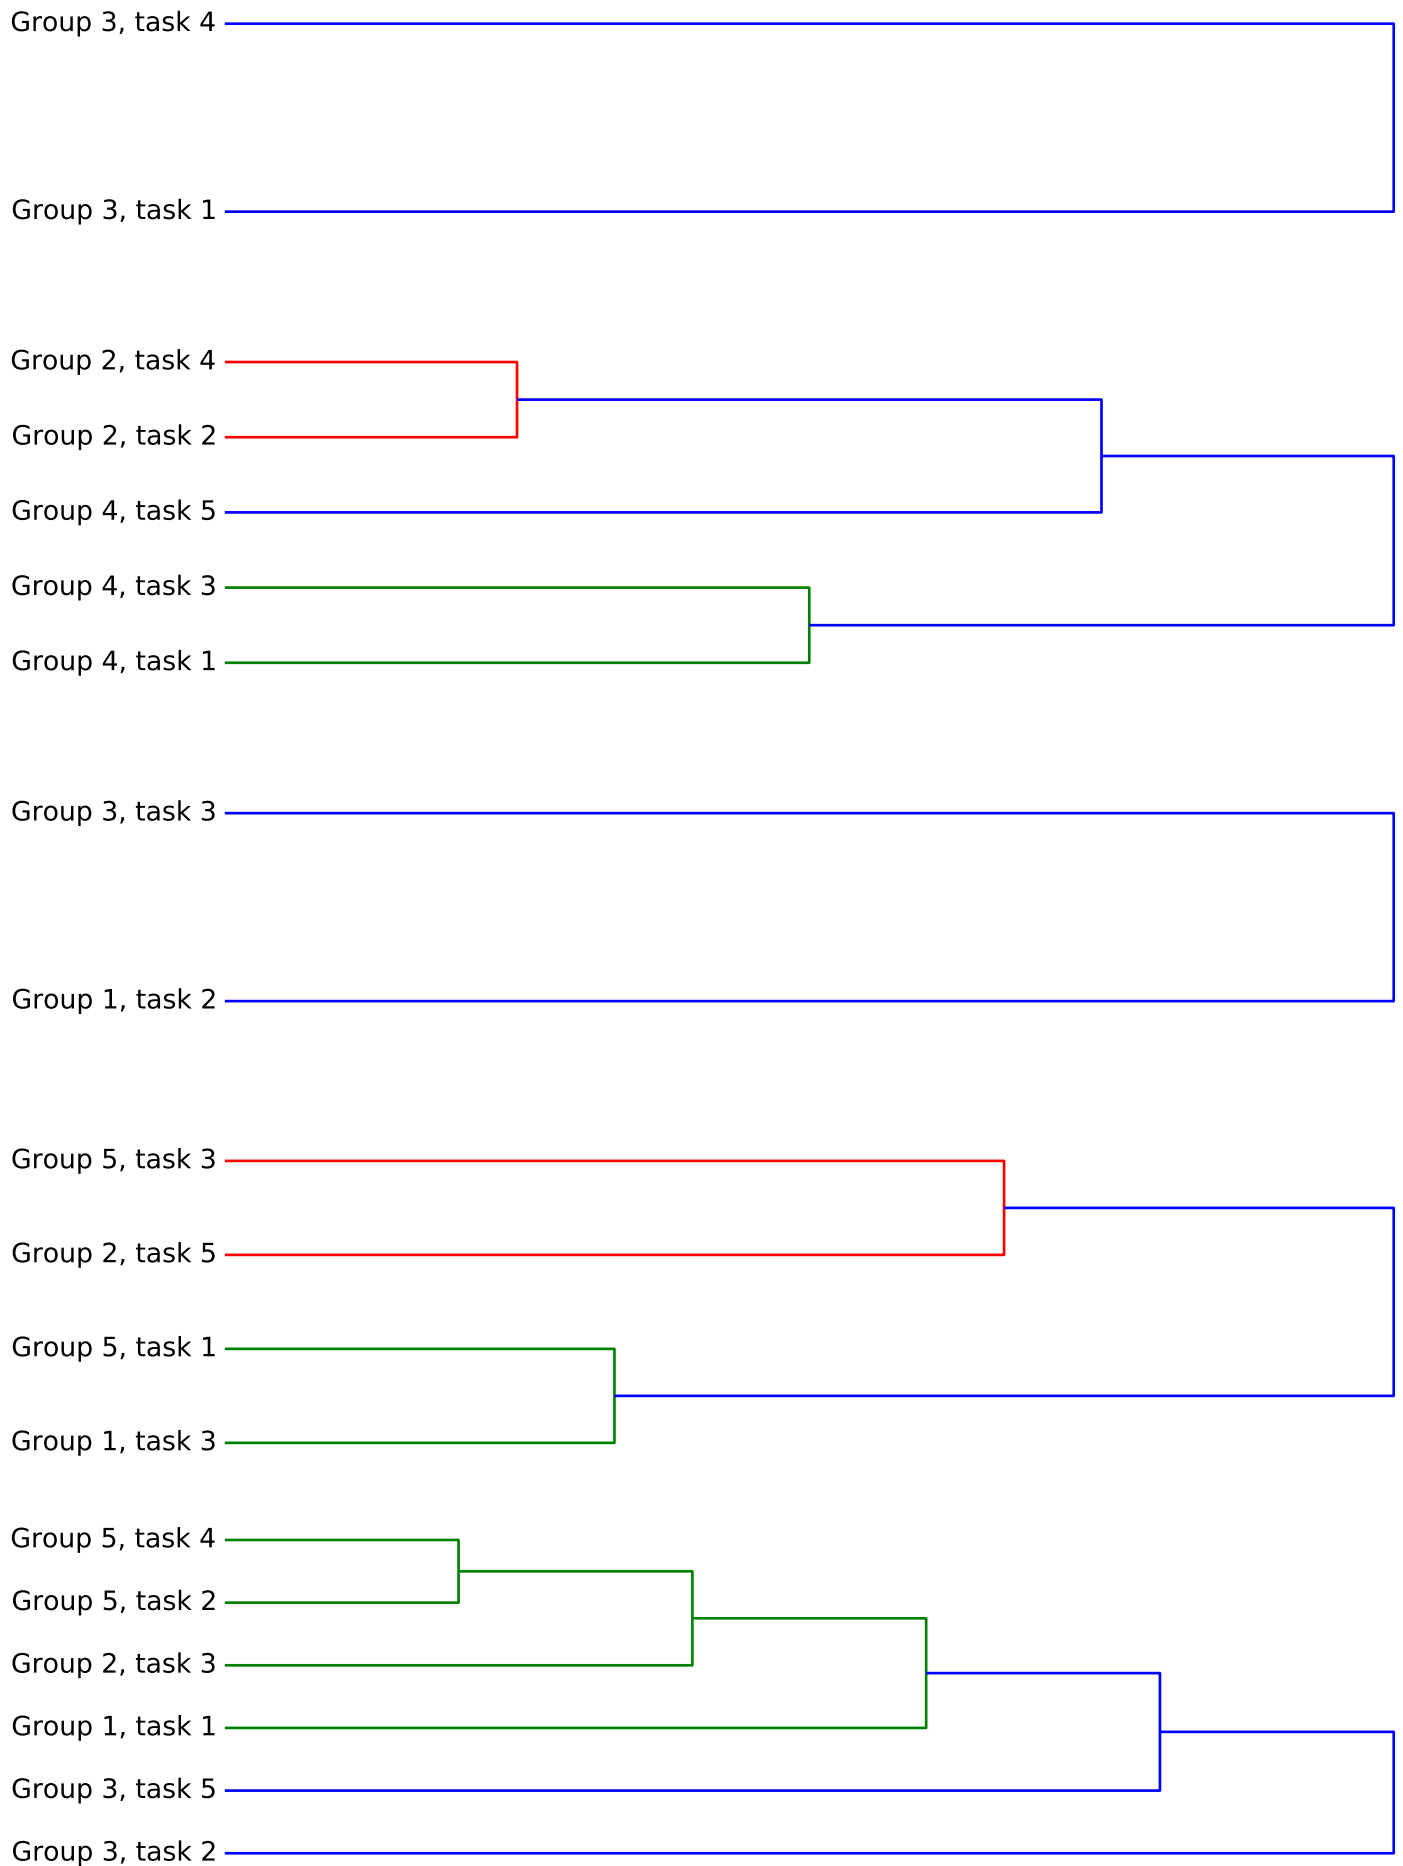 Group 3, task 4
Group 3, task 1
Group 2, task 4
Group 2, task 2
Group 4, task 5
Group 4, task 3
Group 4, task 1
Group 3, task 3
Group 1, task 2
Group 5, task 3
Group 2, task 5
Group 5, task 1
Group 1, task 3
Group 5, task 4
Group 5, task 2
Group 2, task 3
Group 1, task 1
Group 3, task 5
Group 3, task 2